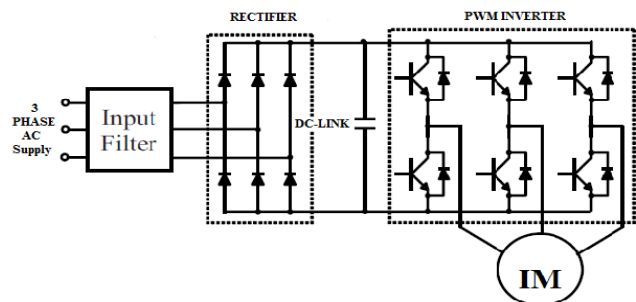 RECTIFIER
PWM INVERTER
3
PHASE
AC
Supply
Input
Filter
DC-LINK
IM